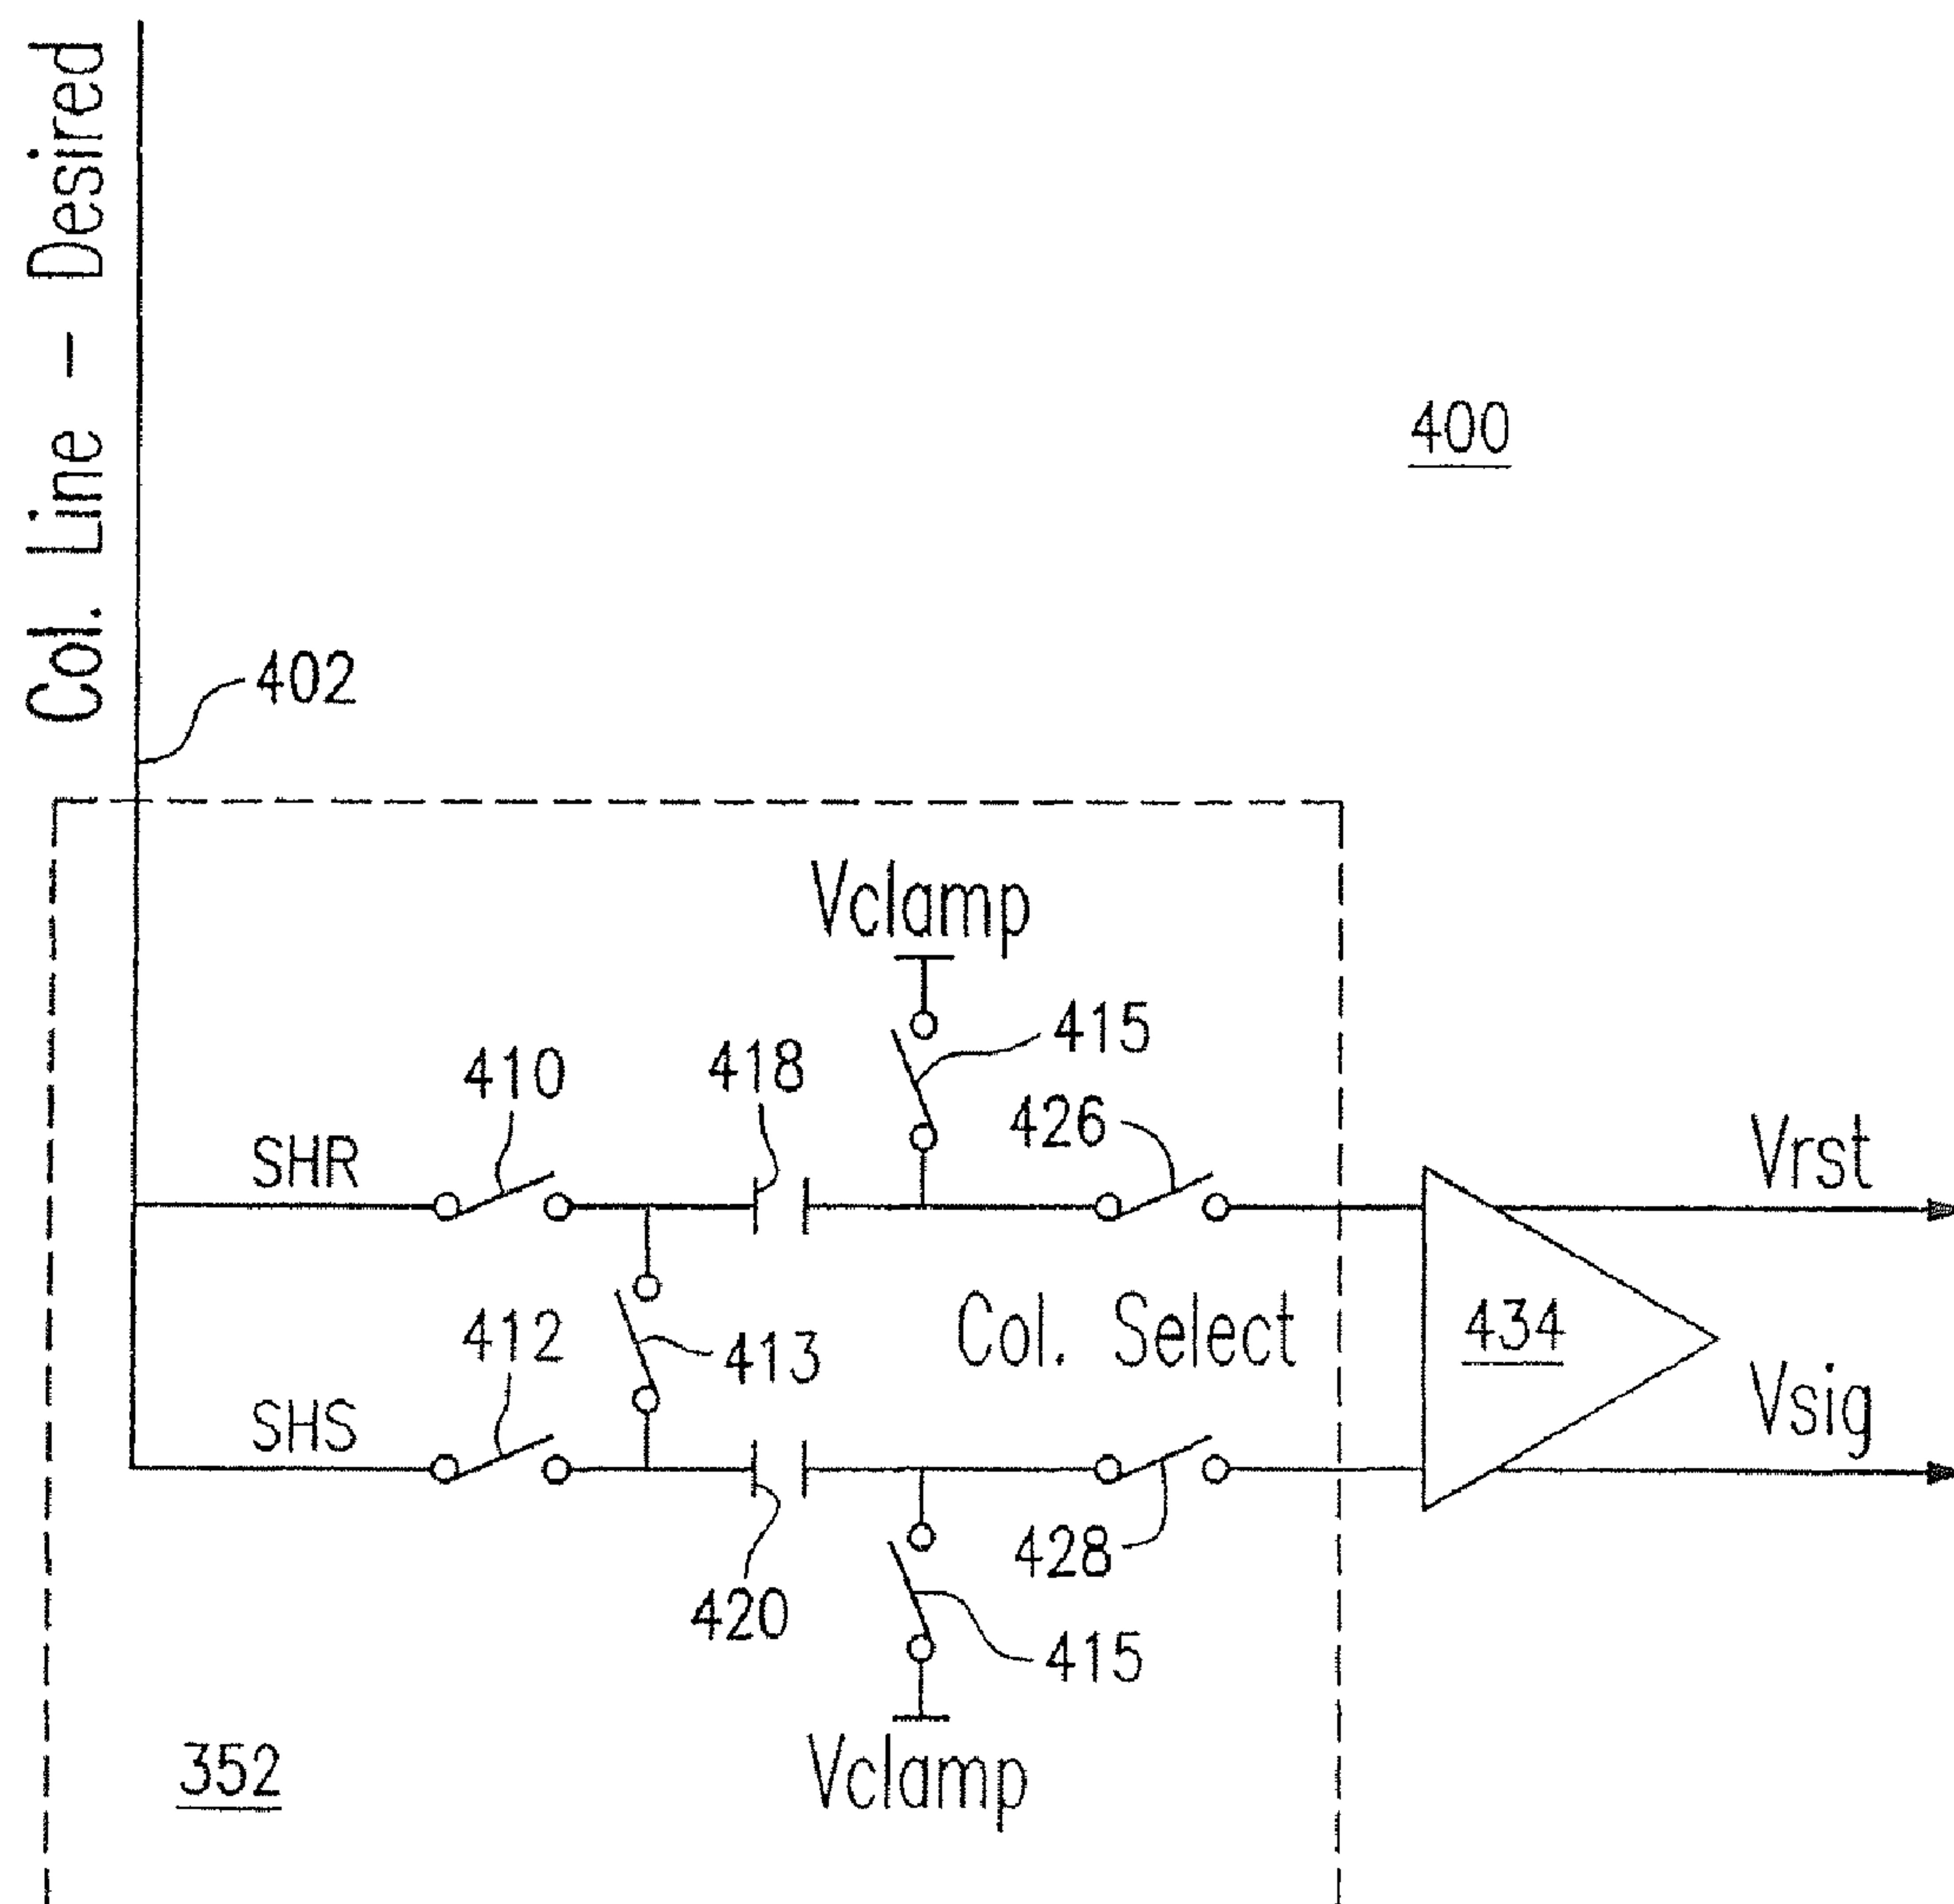 Col. Line - Desired
400
402
Vclamp
415
418
410
426
SHR
Vrst
412
413
Col. Select
434
SHS
Vsig
428
420
415
352
Vclamp